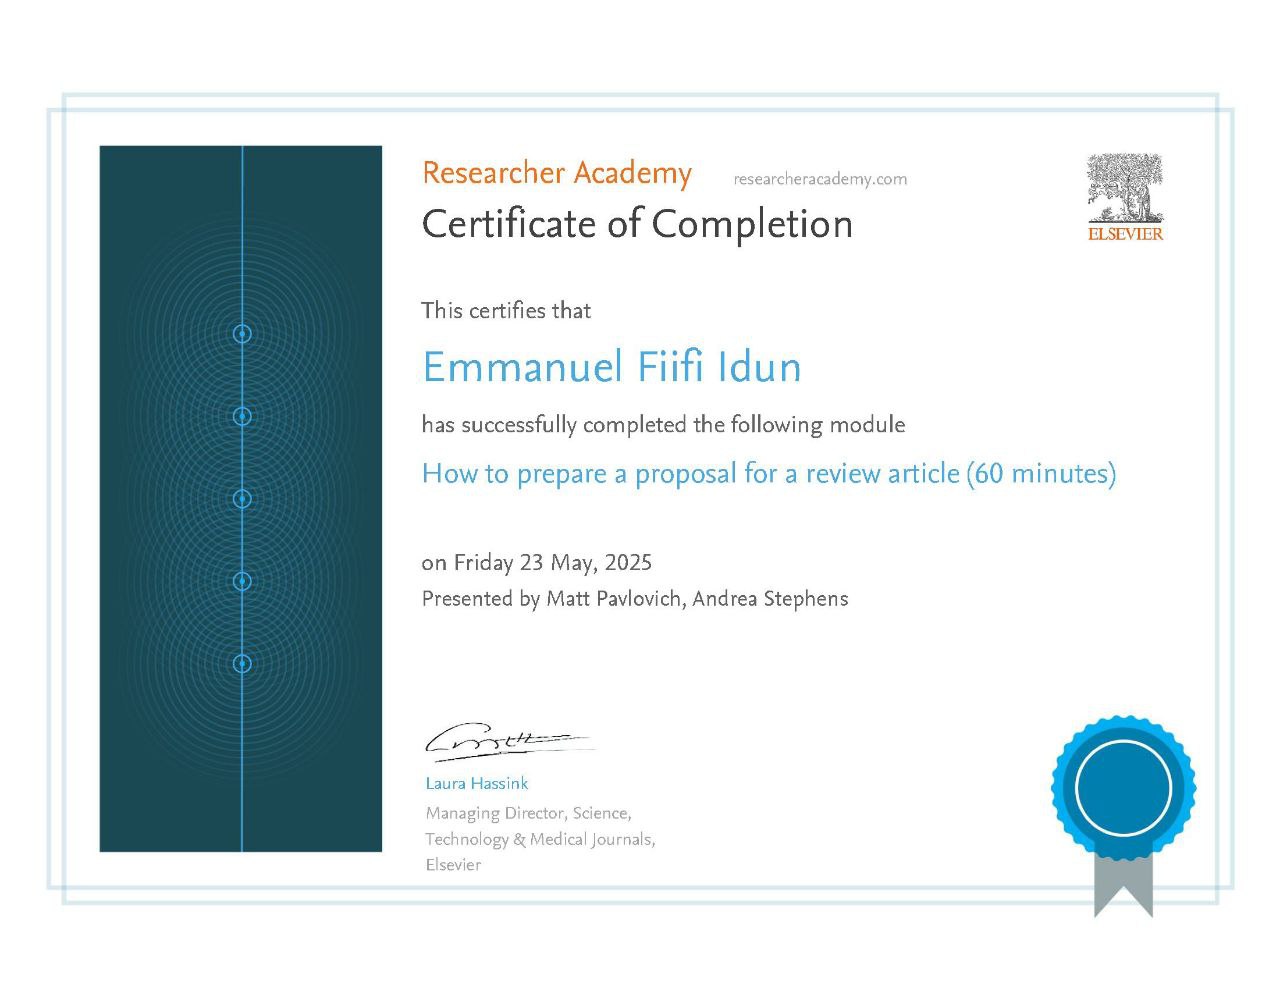 Researcher Academy researcheracademy.com
Certificate of Completion
ELSEVIER
This certifies that
Emmanuel Fiifi Idun
has successfully completed the following module
How to prepare a proposal for a review article (60 minutes)
on Friday 23 May, 2025
Presented by Matt Pavlovich, Andrea Stephens
Laura Hassink
Managing Director, Science,
Technology & Medical Journals,
Elsevier